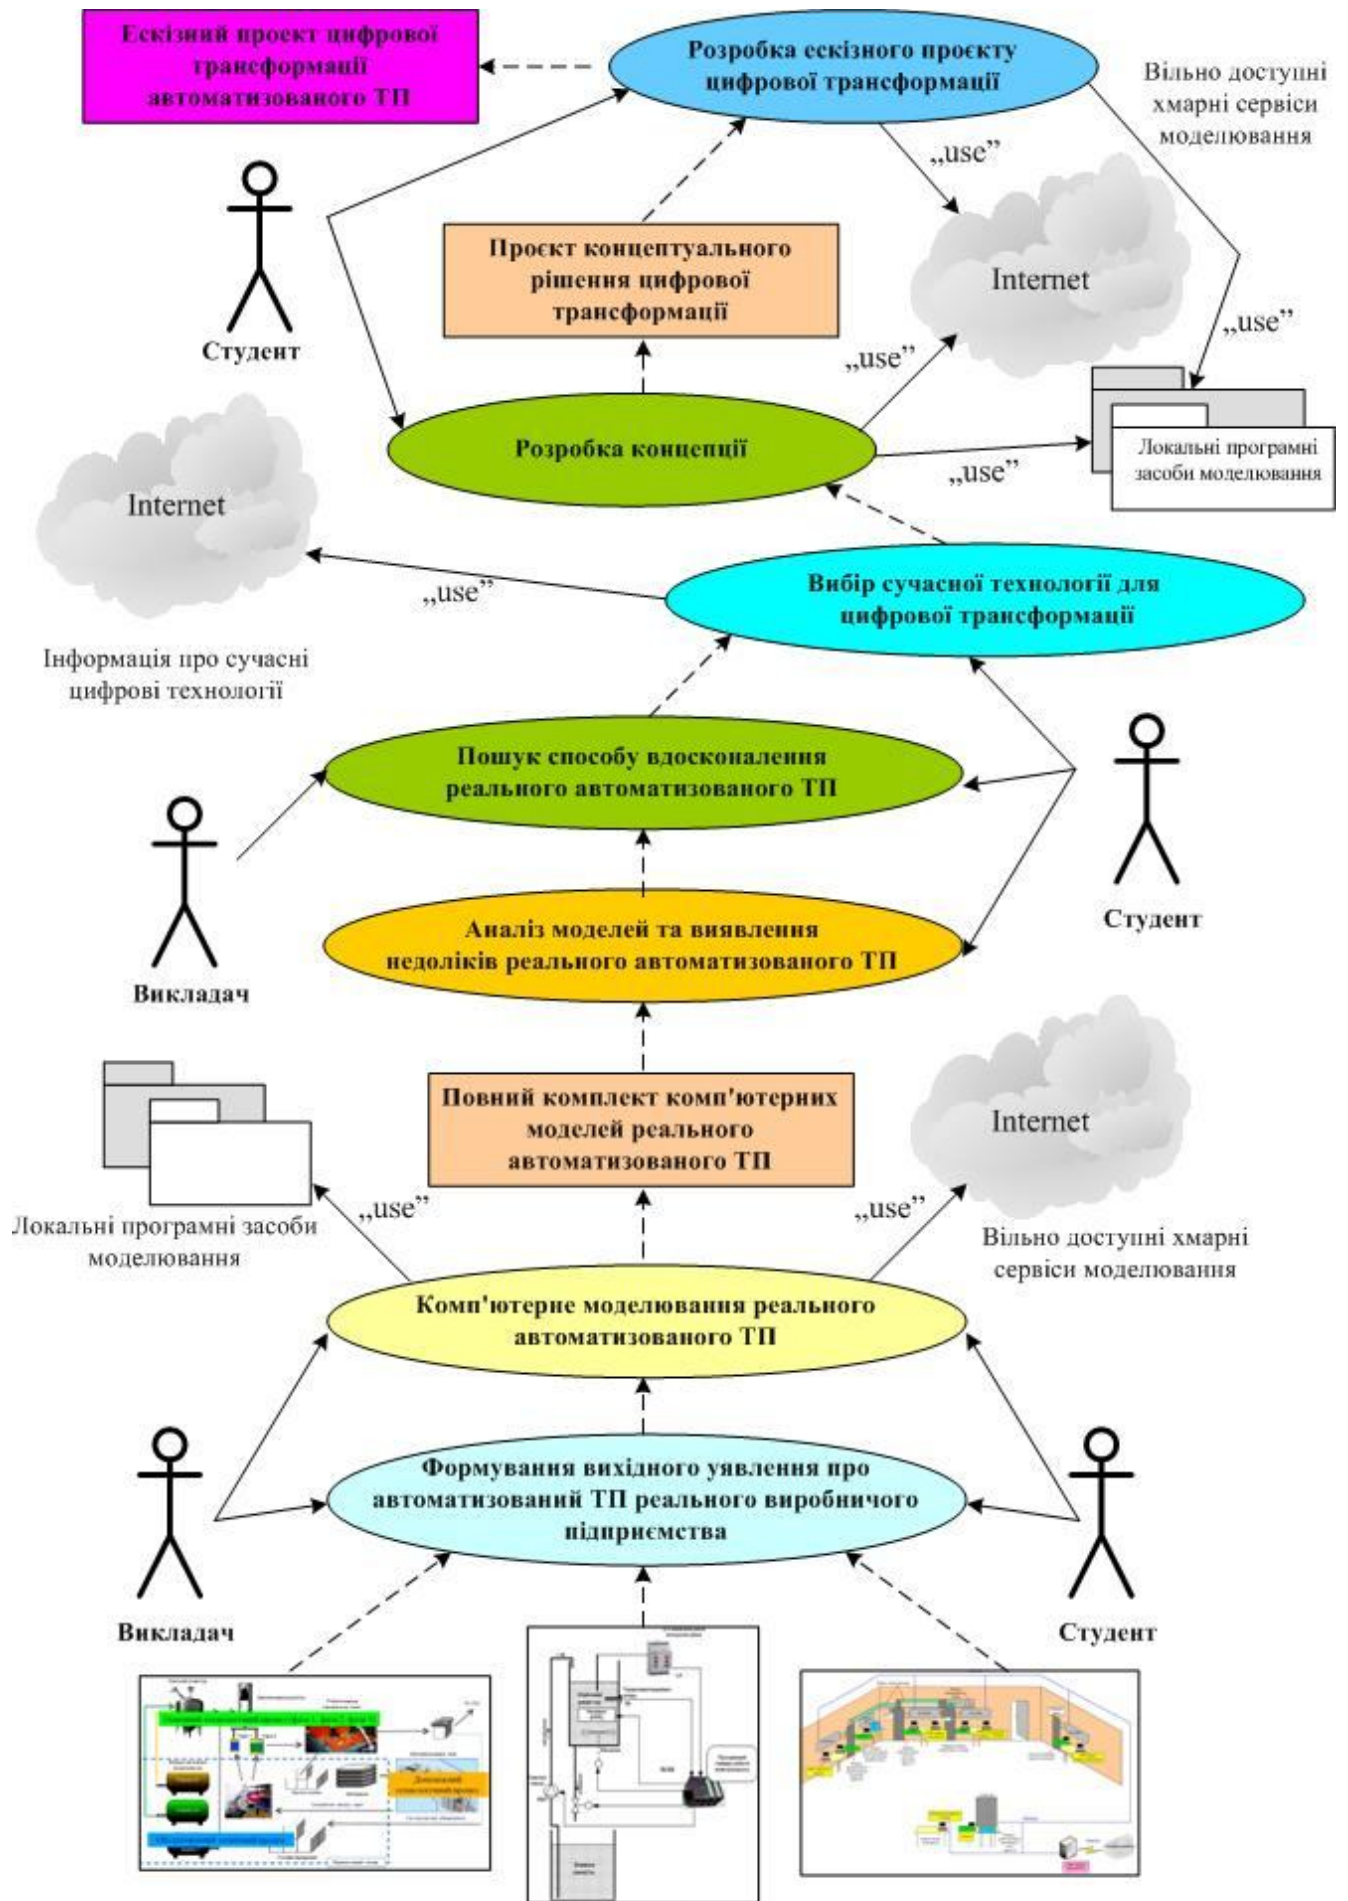 Ескізний проект цифрової
трансформації
автоматизованого ТП
Розробка ескізного проєкту
цифрової трансформації
Вільно доступні
хмарні сервіси
моделювання
„use”
Проєкт концептуального
рішення цифрової
трансформації
Internet
Студент
„use”
„use”
Розробка концепції
„use”
Локальні програмні
засоби моделювання
Internet
„use”
Вибір сучасної технології для
цифрової трансформації
Інформація про сучасні
цифрові технології
Пошук способу вдосконалення
реального автоматизованого ТП
Студент
Аналіз моделей та виявлення
недоліків реального автоматизованого ТП
Викладач
Повний комплект комп'ютерних
моделей реального
автоматизованого ТП
Internet
„use”
„use”
Локальні програмні засоби
моделювання
Вільно доступні хмарні
сервіси моделювання
Комп'ютерне моделювання реального
автоматизованого ТП
Формування вихідного уявлення про
автоматизований ТП реального виробничого
підприємства
Викладач
Студент